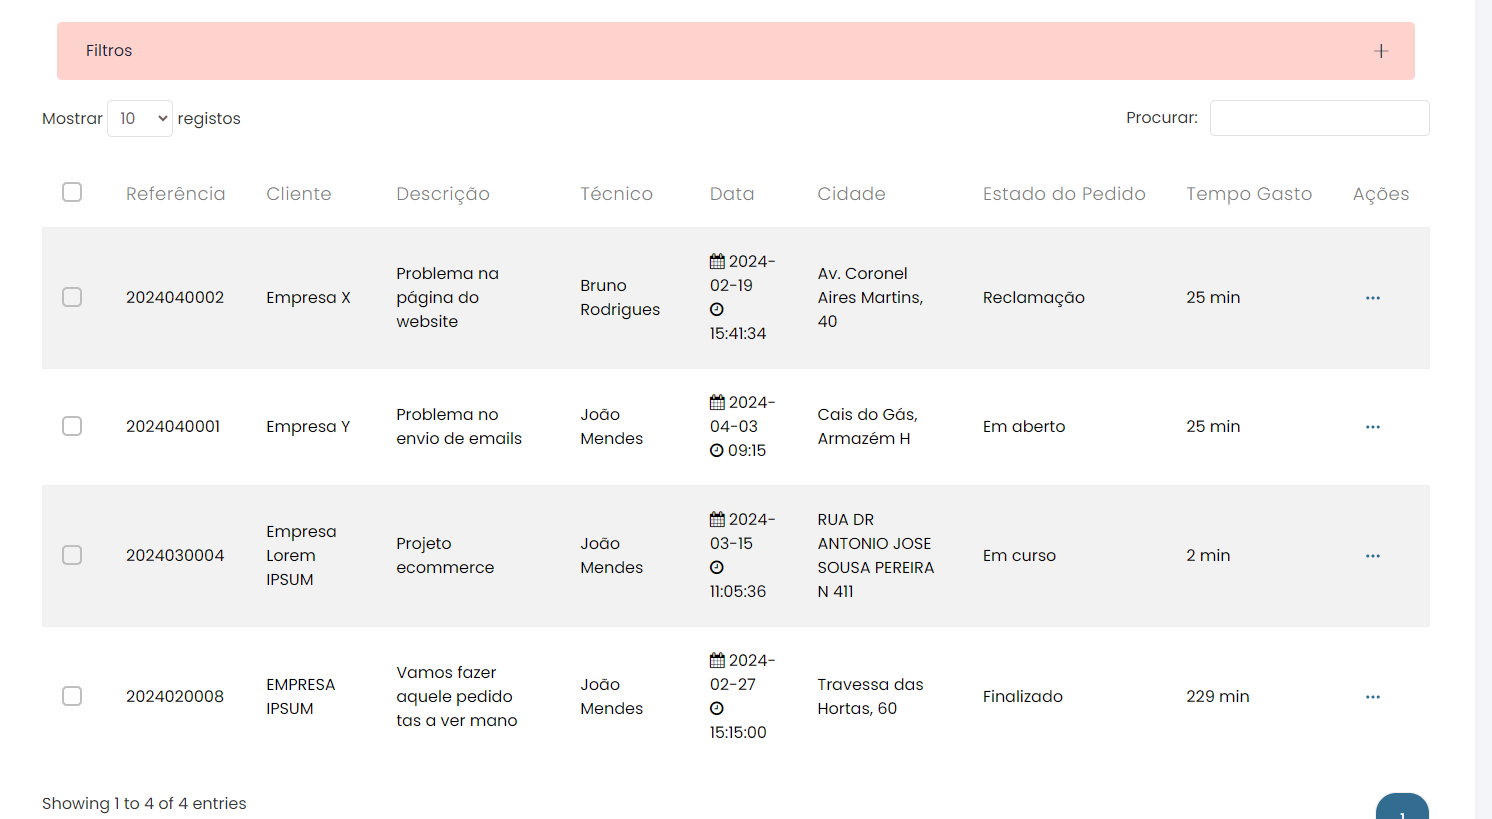 Filtros
Mostrar 10 registos
Procurar:
Referência Cliente Descrição Técnico Data Cidade Estado do Pedido Tempo Gasto Ações
2024040002
Empresa X
Problema na
página do
website
Bruno
Rodrigues
2024-
02-19
15:41:34
Av. Coronel
Aires Martins,
40
Reclamação
25 min
2024040001
Empresa Y
Problema no
envio de emails
João
Mendes
2024-
04-03
09:15
Cais do Gás,
Armazém H
Em aberto
25 min
2024030004
Empresa
Lorem
IPSUM
Projeto
ecommerce
João
Mendes
2024-
03-15
11:05:36
RUA DR
ANTONIO JOSE
SOUSA PEREIRA
N 411
Em curso
2 min
2024020008
EMPRESA
IPSUM
Vamos fazer
aquele pedido
tas a ver mano
João
Mendes
2024-
02-27
15:15:00
Travessa das
Hortas, 60
Finalizado
229 min
Showing 1 to 4 of 4 entries
1